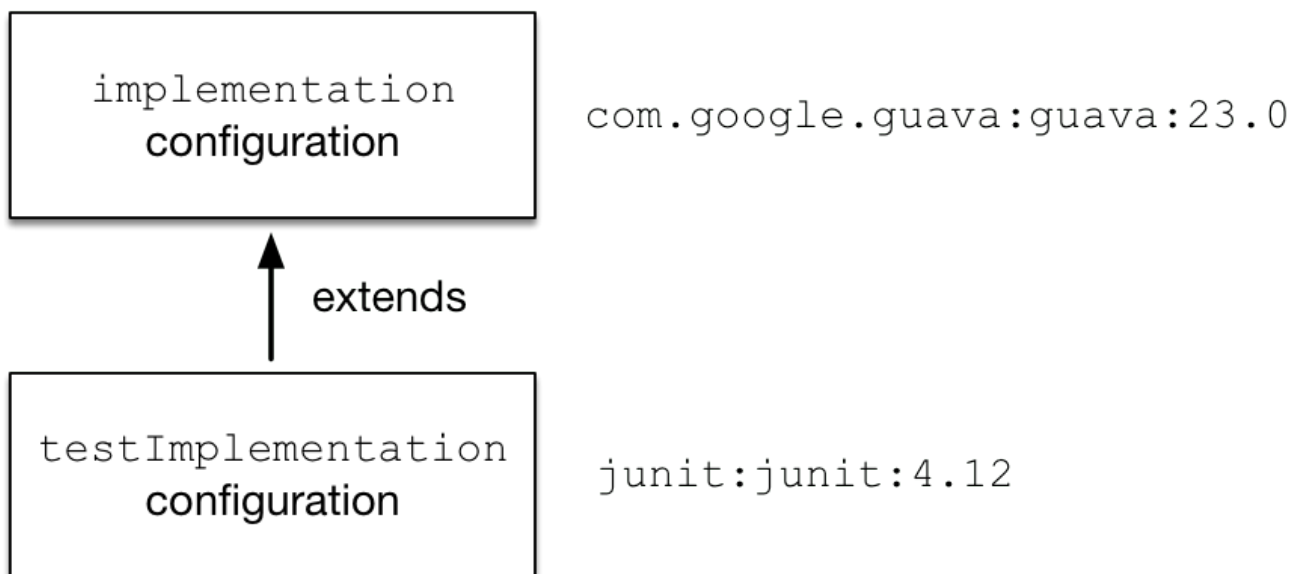 implementation
configuration
com.google.guava:guava:23.0
extends
testImplementation
configuration
junit:junit:4.12